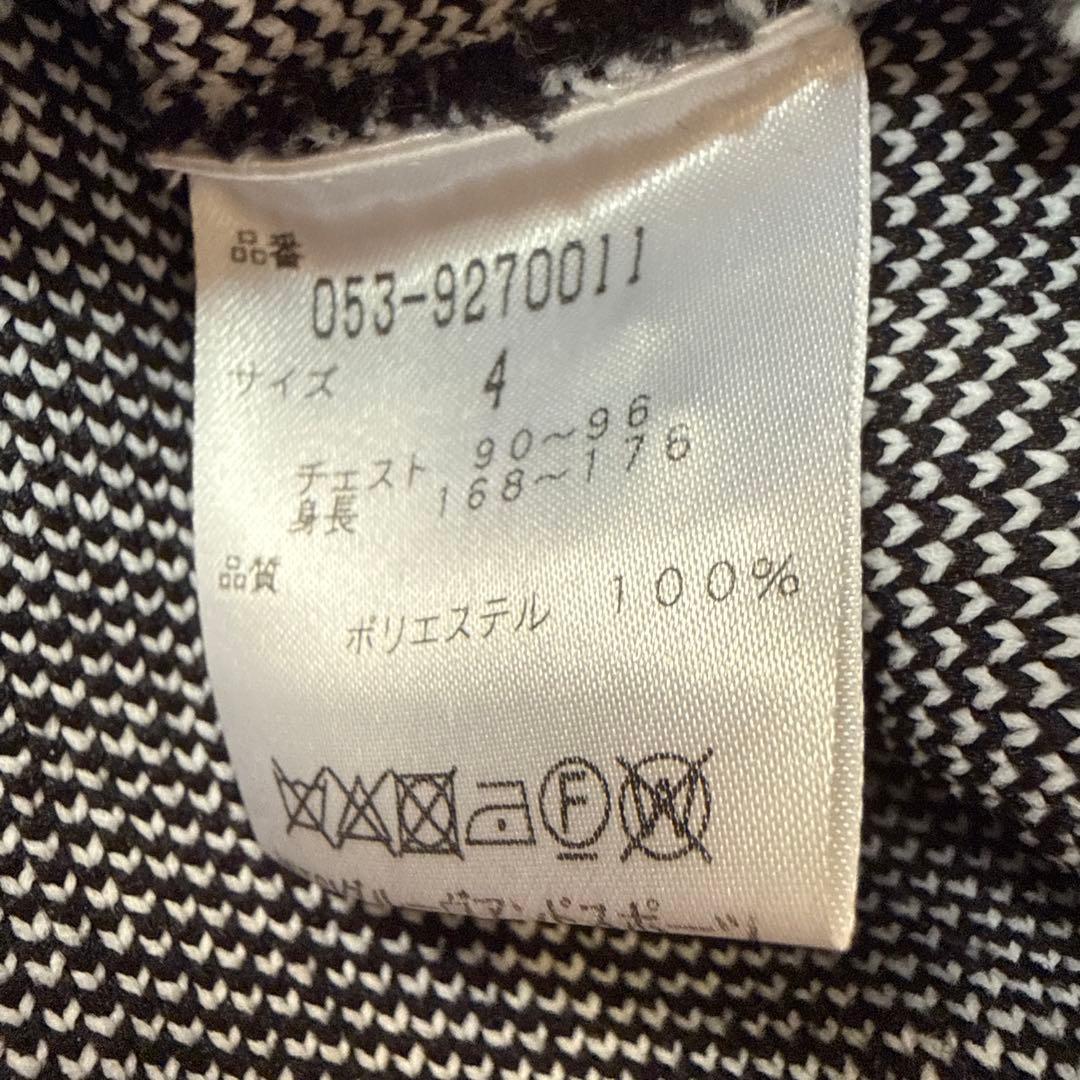 品番
053-9270011
サイズ 4
チェスト 90～96
身長 168～176
品質
ポリエステル 100%
F
W